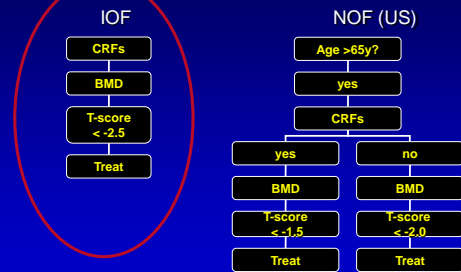 IOF
CRFs
BMD
T-score
< -2.5
Treat
NOF (US)
Age >65y?
yes
CRFs
yes
no
BMD
BMD
T-score
< -1.5
T-score
< -2.0
Treat
Treat